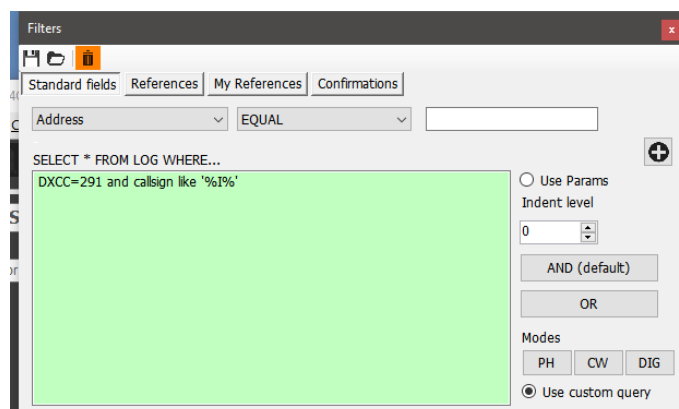 Filters
x
Standard fields References My References Confirmations
Address EQUAL
SELECT * FROM LOG WHERE...
DXCC=291 and callsign like '%I%'
Use Params
Indent level
0
AND (default)
OR
Modes
PH CW DIG
Use custom query